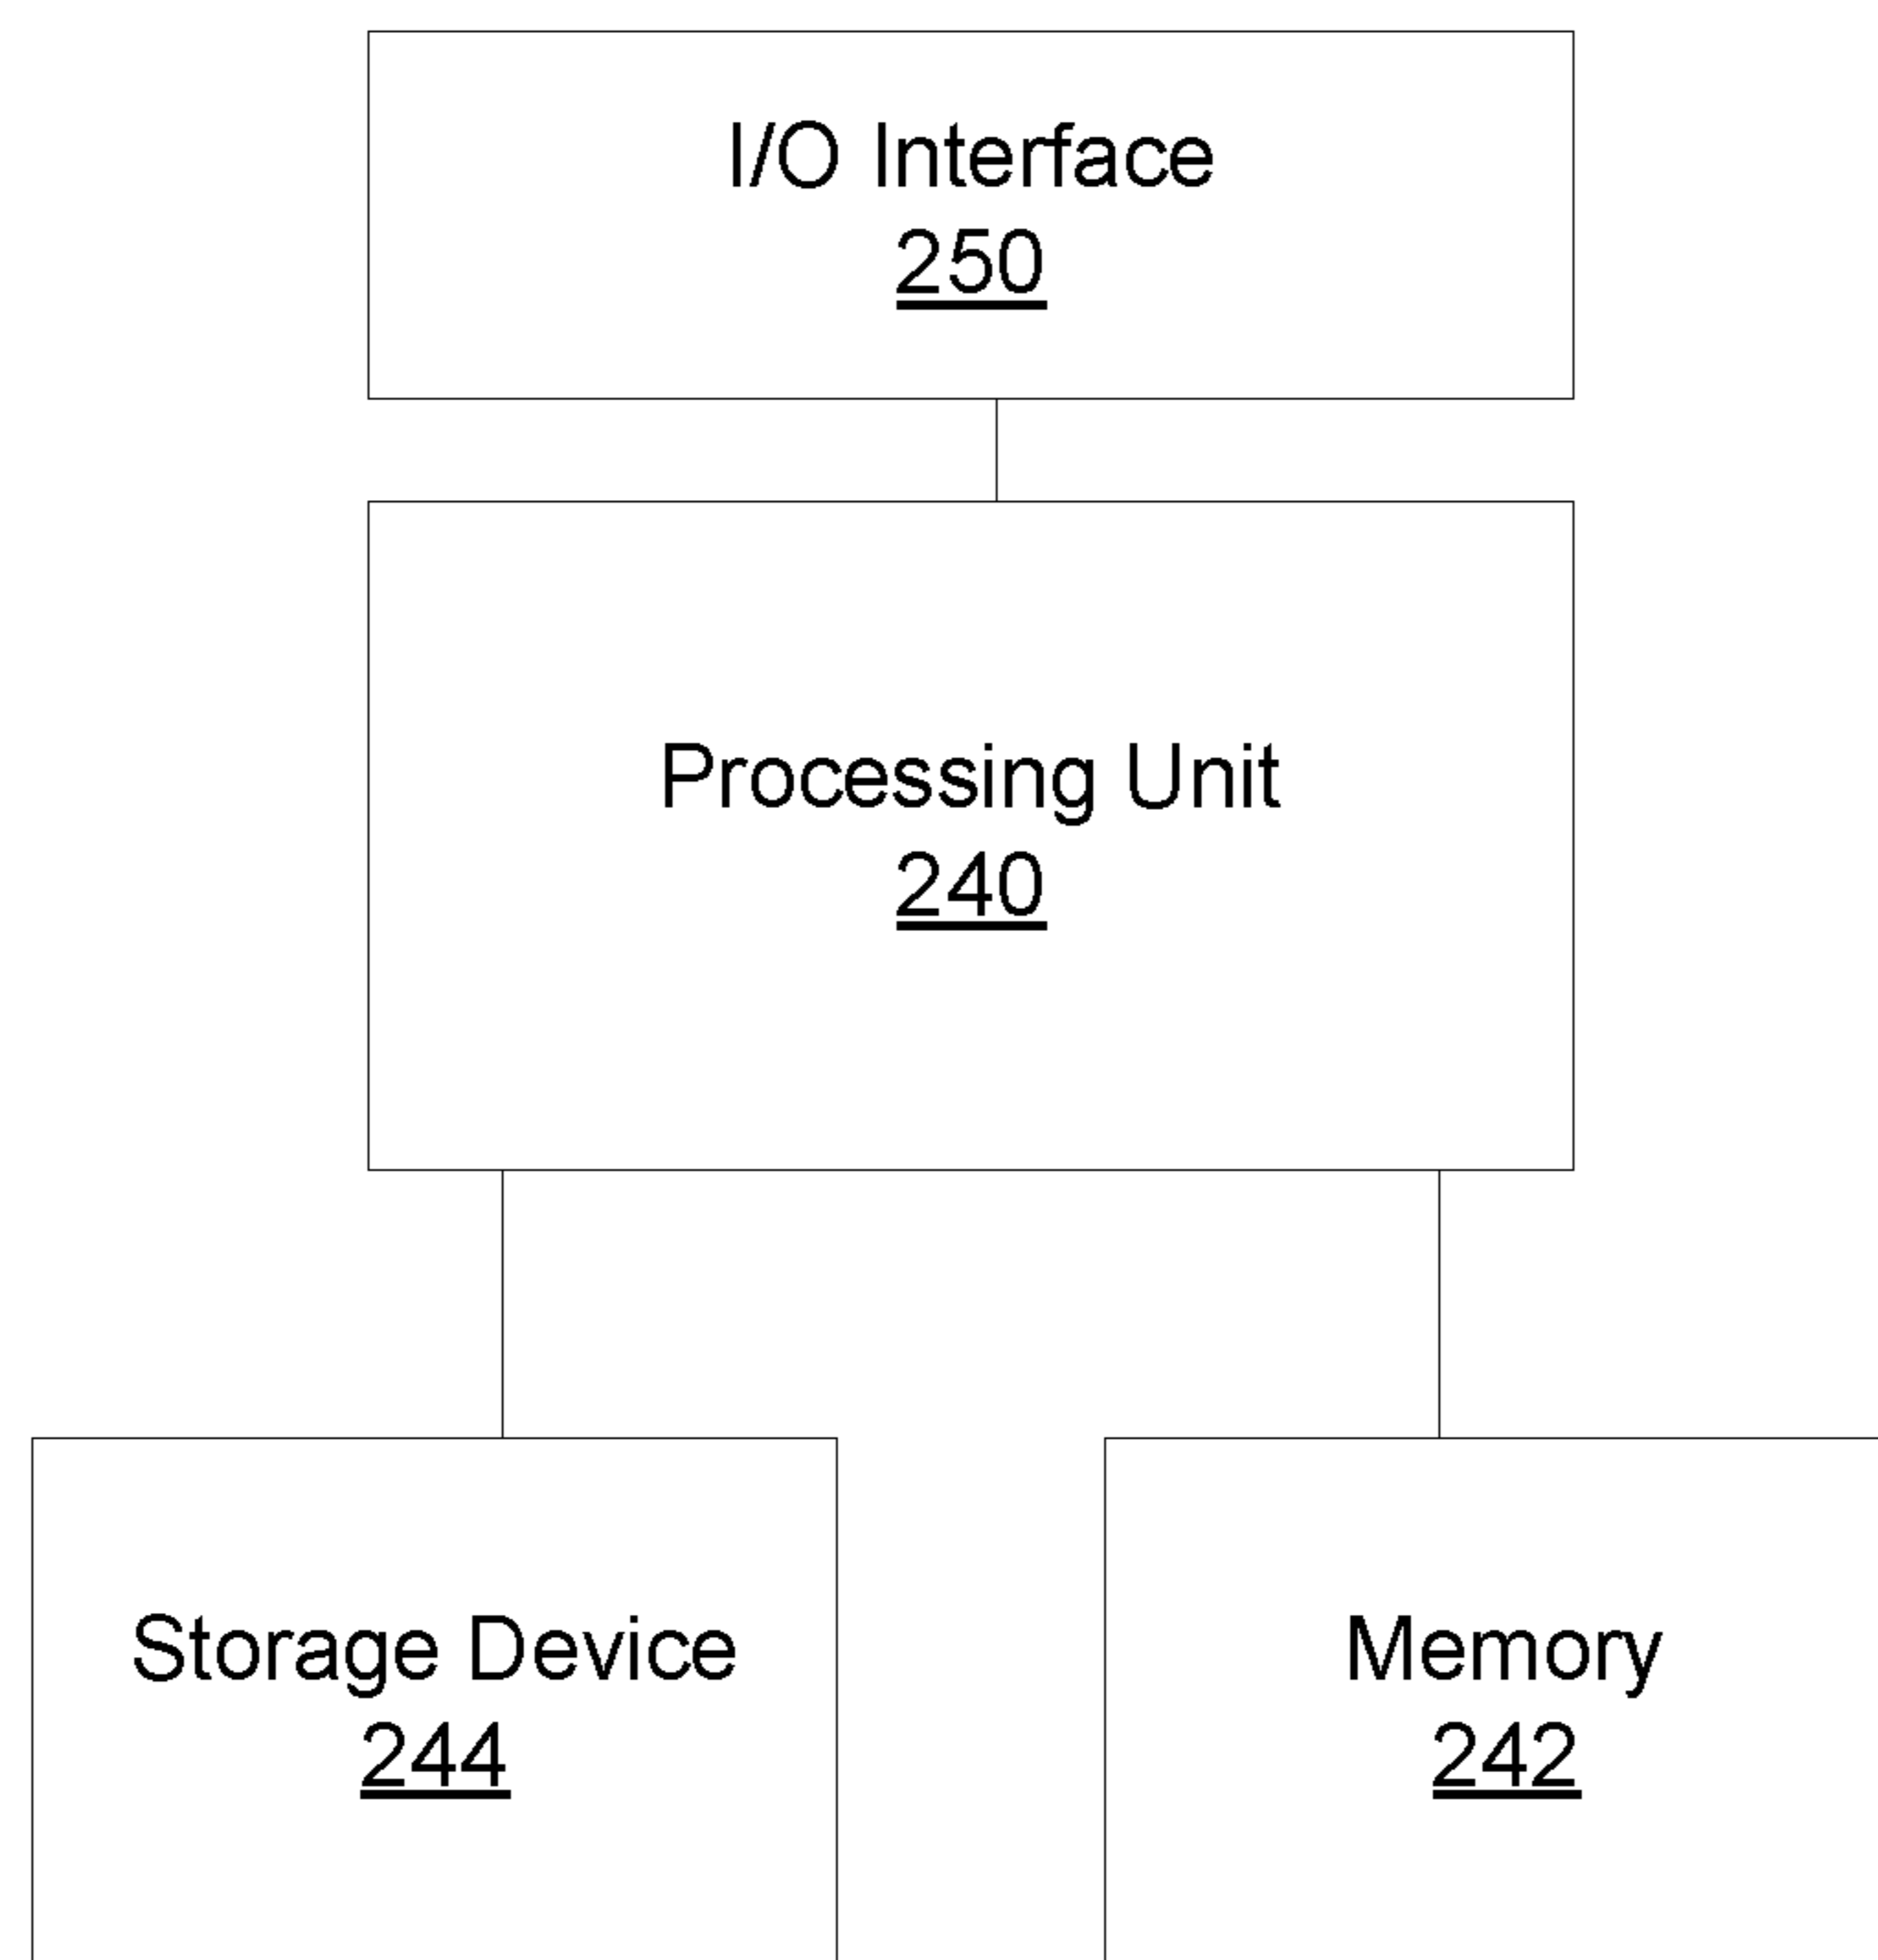 I/O Interface
250
Processing Unit
240
Storage Device
244
Memory
242